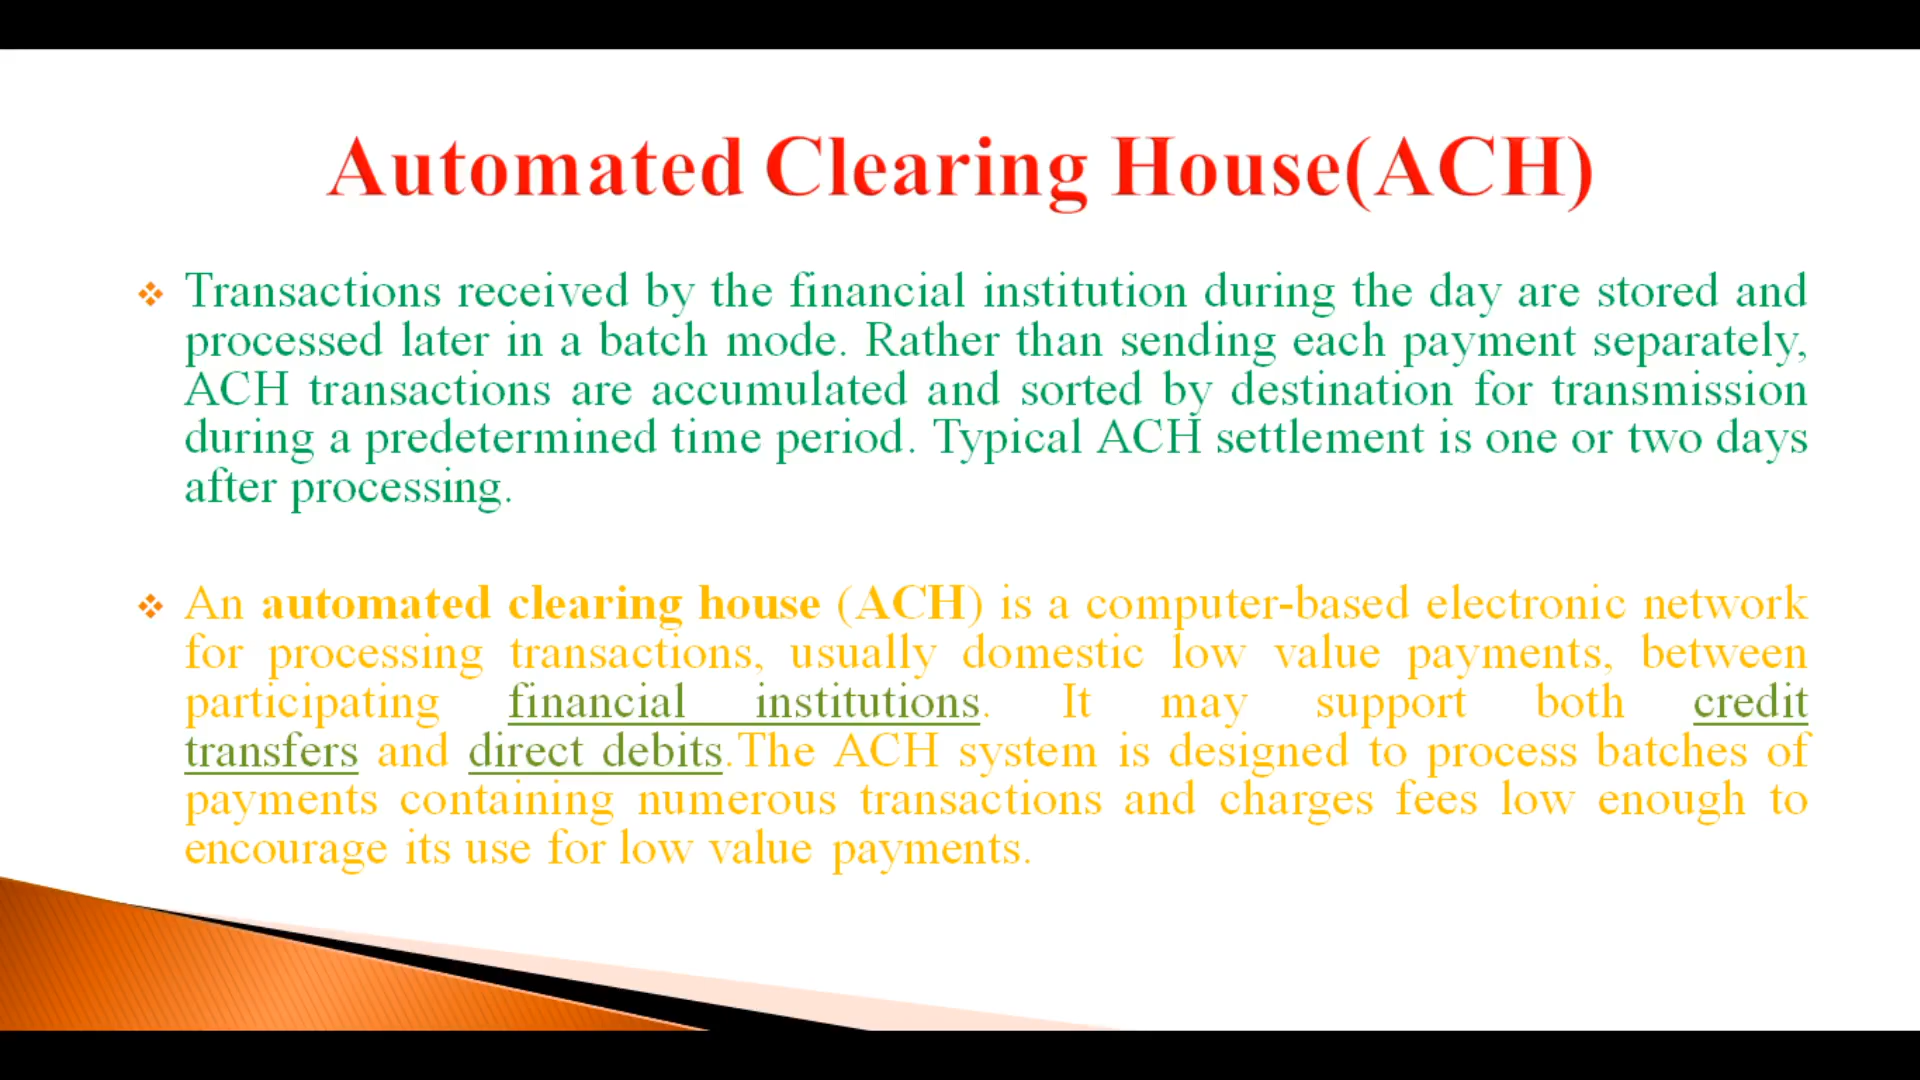 Automated Clearing House(ACH)
Transactions received by the financial institution during the day are stored and
processed later in a batch mode. Rather than sending each payment separately,
ACH transactions are accumulated and sorted by destination for transmission
during a predetermined time period. Typical ACH settlement is one or two days
after processing.
An automated clearing house (ACH) is a computer-based electronic network
for processing transactions, usually domestic low value payments, between
participating financial institutions. It may support both credit
transfers and direct debits.The ACH system is designed to process batches of
payments containing numerous transactions and charges fees low enough to
encourage its use for low value payments.